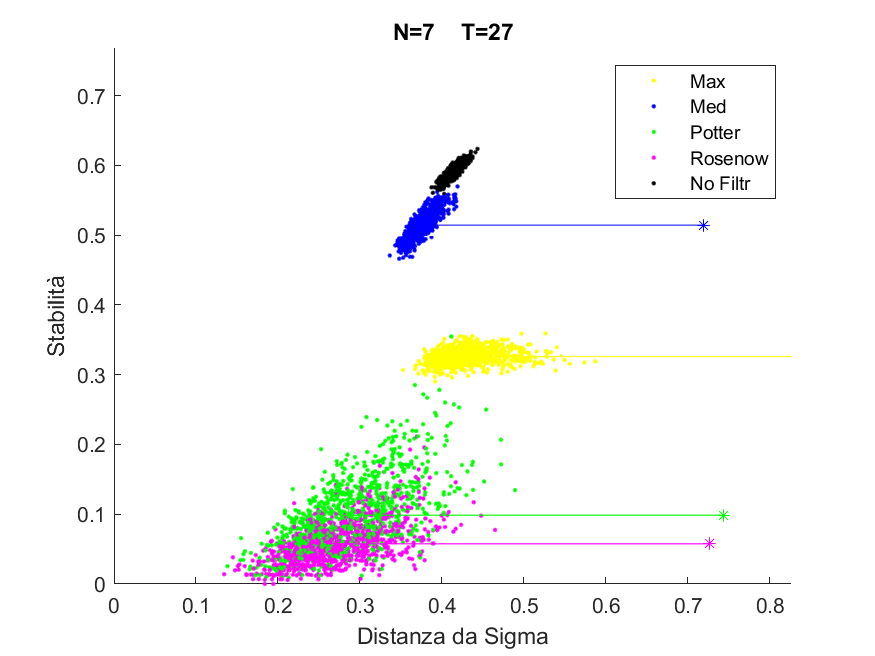 N=7 T=27
Max
Med
Potter
Rosenow
No Filtr
Stabilità
0.7
0.6
0.5
0.4
0.3
0.2
0.1
0
0 0.1 0.2 0.3 0.4 0.5 0.6 0.7 0.8
Distanza da Sigma